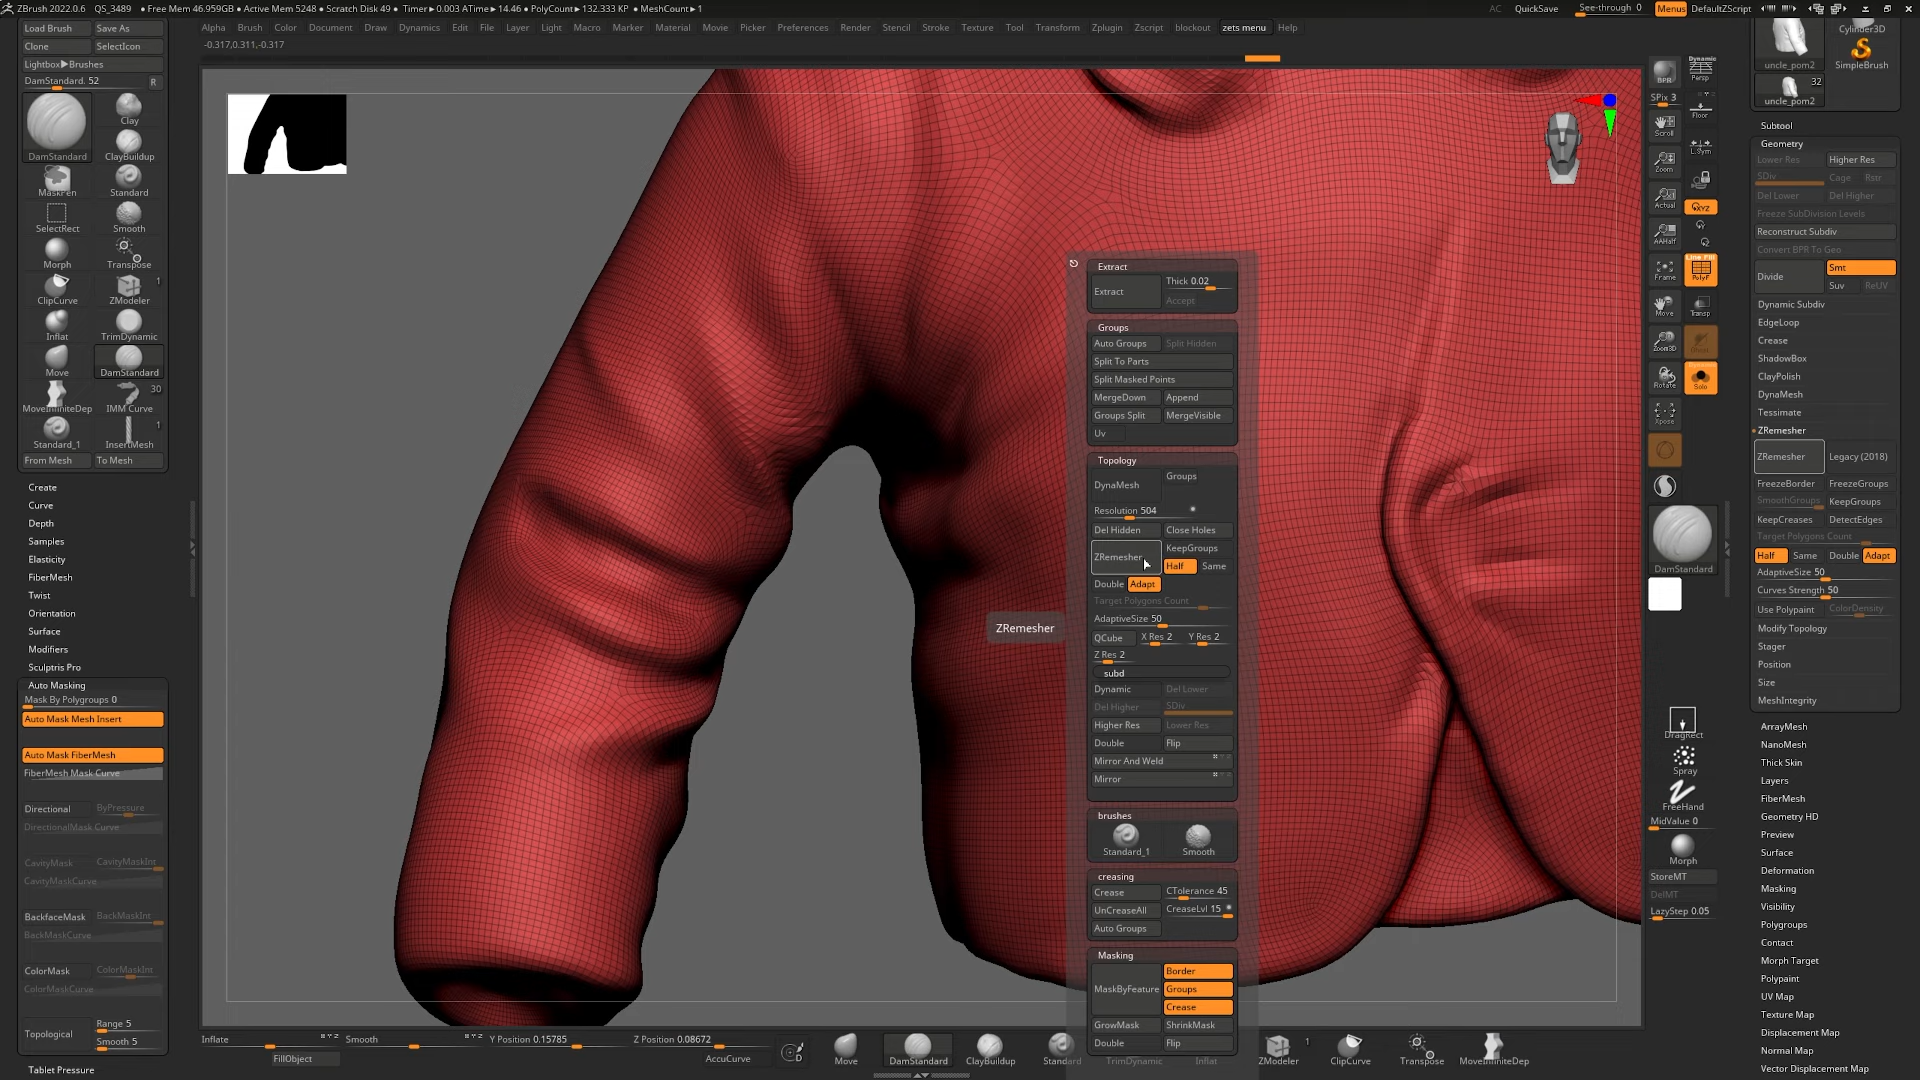 ZBrush 2022.0.6 QS_3489 • Free Mem 46.959GB • Active Mem 5248 • Scratch Disk 49 • Timer▶0.003 ATime▶14.46 • PolyCount▶132.333 KP • MeshCount▶1
AC QuickSave See-through 0 Menus DefaultZScript
Load Brush Save As
Alpha Brush Color Document Draw Dynamics Edit File Layer Light Macro Marker Material Movie Picker Preferences Render Stencil Stroke Texture Tool Transform Zplugin Zscript blockout zets menu Help
Clone SelectIcon
-0.317,0.311,-0.317
Lightbox▶Brushes
DamStandard. 52 R
DamStandard
Clay
ClayBuildup
MaskPen Standard
SelectRect Smooth
Morph Transpose
ClipCurve ZModeler 1
Inflat TrimDynamic
Move DamStandard
30
MoveInfiniteDep IMM Curve
1
Standard_1 InsertMesh
From Mesh To Mesh
Create
Curve
Depth
Samples
Elasticity
FiberMesh
Twist
Orientation
Surface
Modifiers
Sculptris Pro
Auto Masking
Mask By Polygroups 0
Auto Mask Mesh Insert
Auto Mask FiberMesh
FiberMesh Mask Curve
Directional ByPressure
DirectionalMask Curve
CavityMask CavityMaskInt
CavityMaskCurve
BackfaceMask BackMaskInt
BackMaskCurve
ColorMask ColorMaskInt
ColorMaskCurve
Topological Range 5
Smooth 5
Tablet Pressure
Extract
Extract Thick 0.02
Accept
Groups
Auto Groups Split Hidden
Split To Parts
Split Masked Points
MergeDown Append
Groups Split MergeVisible
Uv
Topology
DynaMesh Groups
Resolution 504
Del Hidden Close Holes
ZRemesher KeepGroups
Half Same
Double Adapt
Target Polygons Count
AdaptiveSize 50
QCube X Res 2 Y Res 2
Z Res 2
subd
Dynamic Del Lower
Del Higher SDiv
Higher Res Lower Res
Double Flip
Mirror And Weld
Mirror
brushes
Standard_1 Smooth
creasing
Crease CTolerance 45
UnCreaseAll CreaseLvl 15
Auto Groups
Masking
MaskByFeature Border
Groups
Crease
GrowMask ShrinkMask
Double Flip
ZRemesher
Inflate Smooth Y Position 0.15785 Z Position 0.08672
FillObject AccuCurve
Move DamStandard ClayBuildup Standard TrimDynamic Inflat ZModeler 1 ClipCurve Transpose MoveInfiniteDep
BPR
Dynamic
Persp
SPix 3
Floor
Scroll
L.Sym
Zoom
Actual
XYZ
AAHalf
Line Fill
Frame PolyF
Move Transp
Zoom3D Ghost
Dynamic
Rotate Solo
Xpose
DamStandard
DragRect
Spray
FreeHand
MidValue 0
Morph
StoreMT
DelMT
LazyStep 0.05
uncle_pom2
Cylinder3D
SimpleBrush
32
uncle_pom2
Subtool
Geometry
Lower Res Higher Res
SDiv Cage Rstr
Del Lower Del Higher
Freeze SubDivision Levels
Reconstruct Subdiv
Convert BPR To Geo
Divide Smt
Suv ReUV
Dynamic Subdiv
EdgeLoop
Crease
ShadowBox
ClayPolish
DynaMesh
Tessimate
ZRemesher
ZRemesher Legacy (2018)
FreezeBorder FreezeGroups
SmoothGroups KeepGroups
KeepCreases DetectEdges
Target Polygons Count
Half Same Double Adapt
AdaptiveSize 50
Curves Strength 50
Use Polypaint ColorDensity
Modify Topology
Stager
Position
Size
MeshIntegrity
ArrayMesh
NanoMesh
Thick Skin
Layers
FiberMesh
Geometry HD
Preview
Surface
Deformation
Masking
Visibility
Polygroups
Contact
Morph Target
Polypaint
UV Map
Texture Map
Displacement Map
Normal Map
Vector Displacement Map